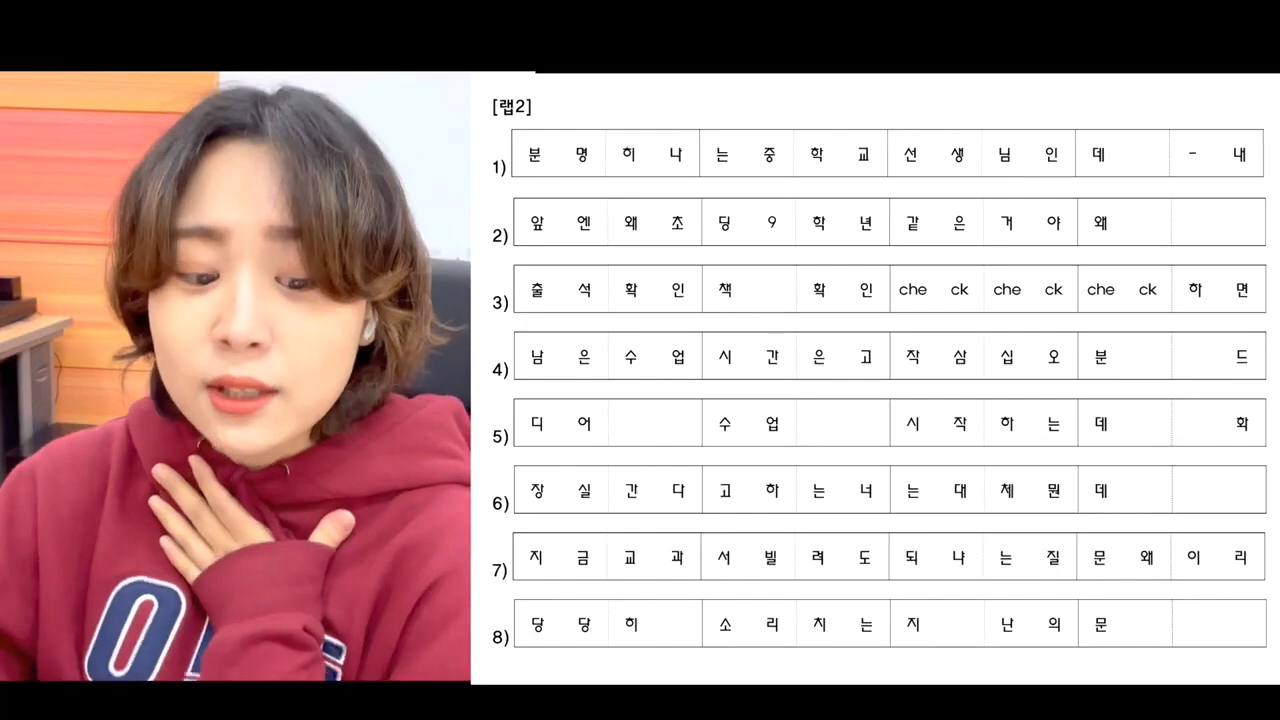 [랩2]
1) 분 명 히 나 는 중 학 교 선 생 님 인 데 - 내
2) 앞 엔 왜 초 딩 9 학 년 같 은 거 야 왜
3) 출 석 확 인 책 확 인 che ck che ck che ck 하 면
4) 남 은 수 업 시 간 은 고 작 삼 십 오 분 드
5) 디 어 수 업 시 작 하 는 데 화
6) 장 실 간 다 고 하 는 너 는 대 체 뭔 데
7) 지 금 교 과 서 빌 려 도 되 냐 는 질 문 왜 이 리
8) 당 당 히 소 리 치 는 지 난 의 문